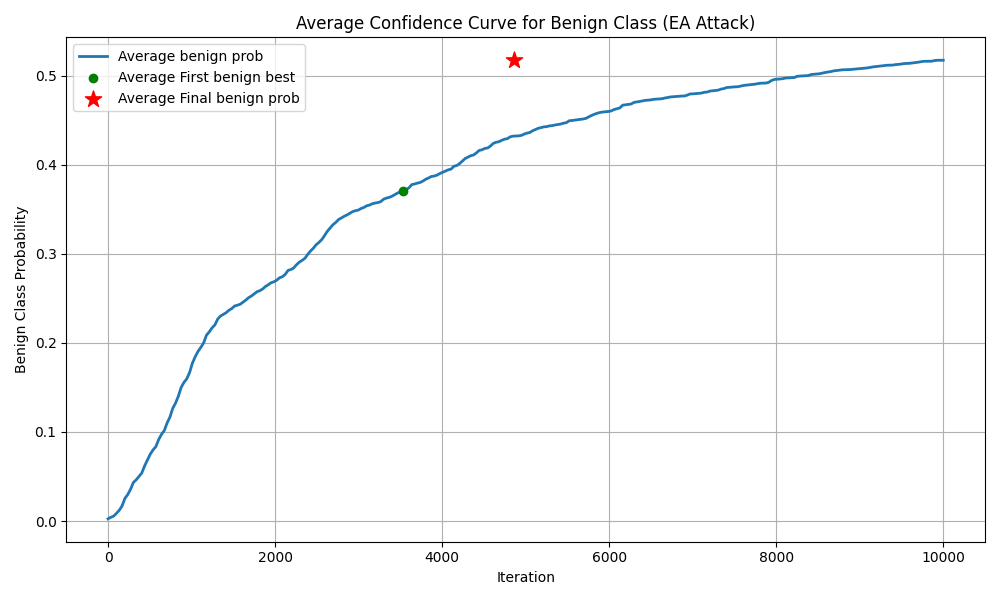 Average Confidence Curve for Benign Class (EA Attack)
Average benign prob
Average First benign best
Average Final benign prob
Benign Class Probability
0.5
0.4
0.3
0.2
0.1
0.0
0 2000 4000 6000 8000 10000
Iteration